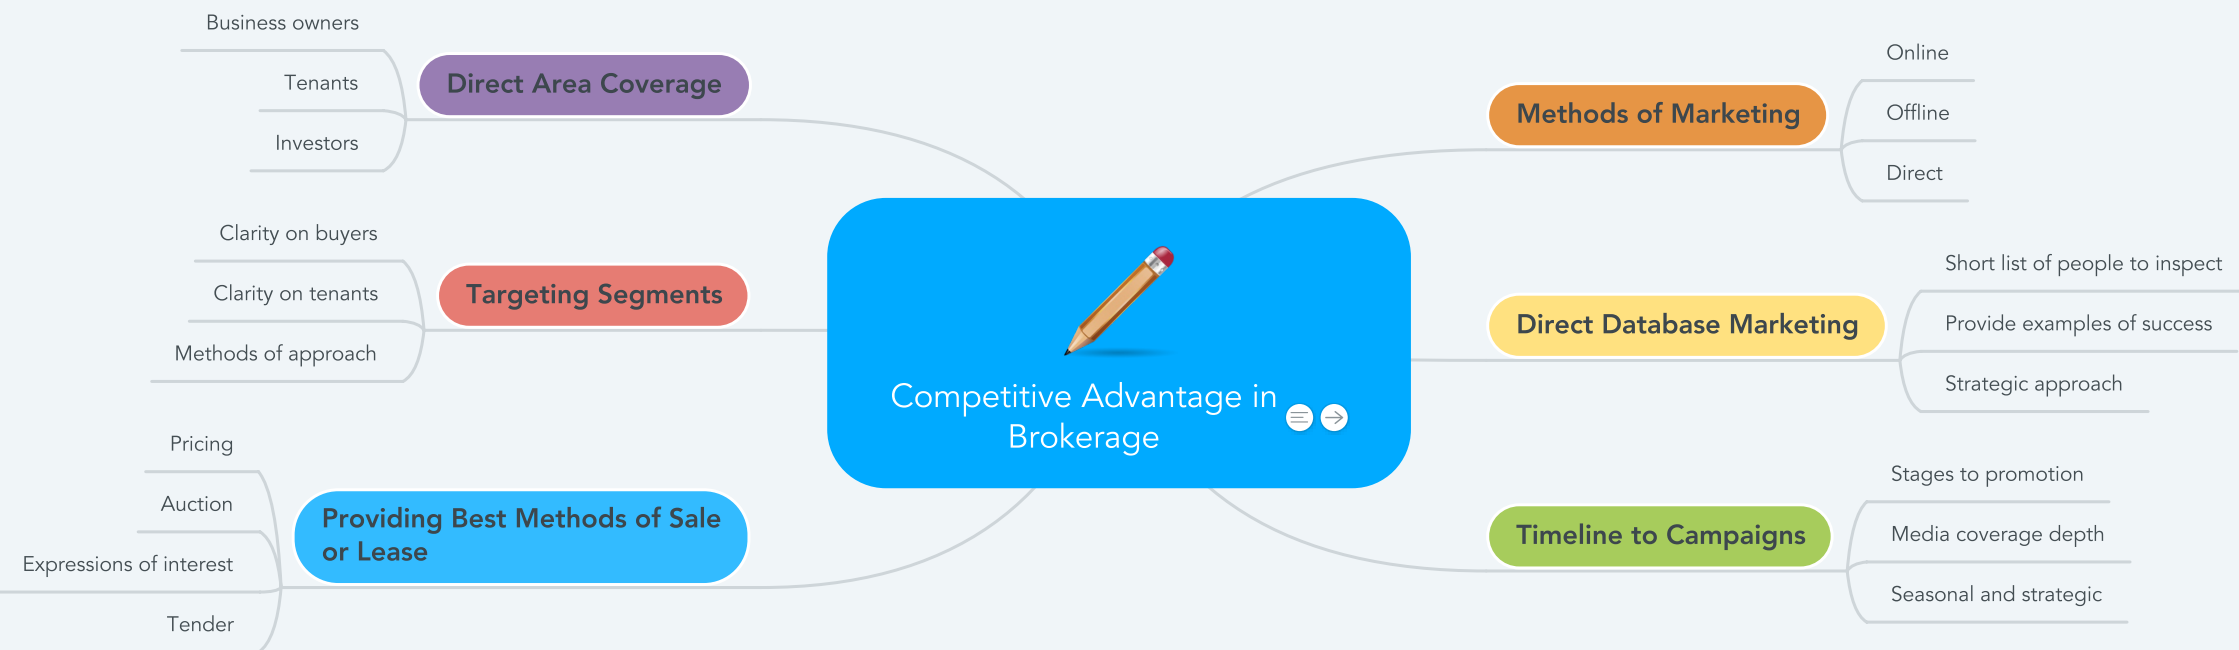 Business owners
Tenants
Investors
Direct Area Coverage
Clarity on buyers
Clarity on tenants
Methods of approach
Targeting Segments
Pricing
Auction
Expressions of interest
Tender
Providing Best Methods of Sale
or Lease
Competitive Advantage in
Brokerage
Methods of Marketing
Online
Offline
Direct
Direct Database Marketing
Short list of people to inspect
Provide examples of success
Strategic approach
Timeline to Campaigns
Stages to promotion
Media coverage depth
Seasonal and strategic